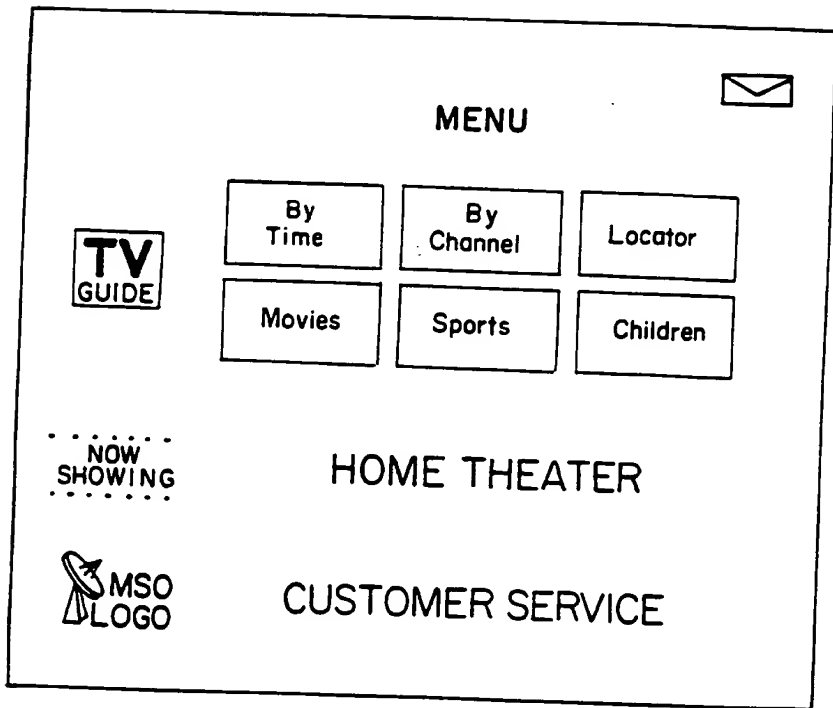 MENU
By
Time
By
Channel
Locator
TV
GUIDE
Movies
Sports
Children
NOW
SHOWING
HOME THEATER
MSO
LOGO
CUSTOMER SERVICE